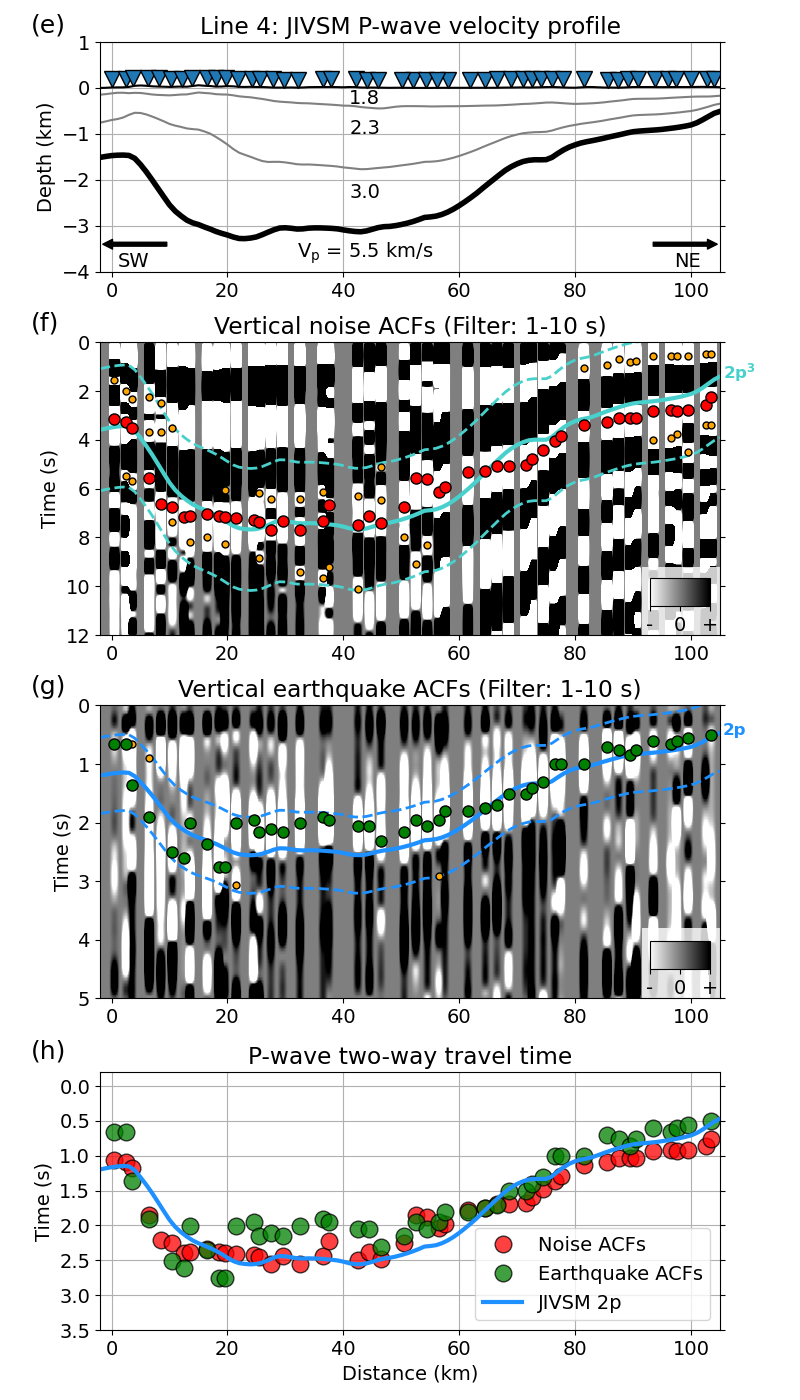 (e)
Line 4: JIVSM P-wave velocity profile
1
0
−1
−2
−3
−4
Depth (km)
1.8
2.3
3.0
Vp = 5.5 km/s
SW
NE
0 20 40 60 80 100
(f)
Vertical noise ACFs (Filter: 1-10 s)
0
2
4
6
8
10
12
Time (s)
2p³
- 0 +
0 20 40 60 80 100
(g)
Vertical earthquake ACFs (Filter: 1-10 s)
0
1
2
3
4
5
Time (s)
2p
- 0 +
0 20 40 60 80 100
(h)
P-wave two-way travel time
0.0
0.5
1.0
1.5
2.0
2.5
3.0
3.5
Time (s)
Noise ACFs
Earthquake ACFs
JIVSM 2p
0 20 40 60 80 100
Distance (km)